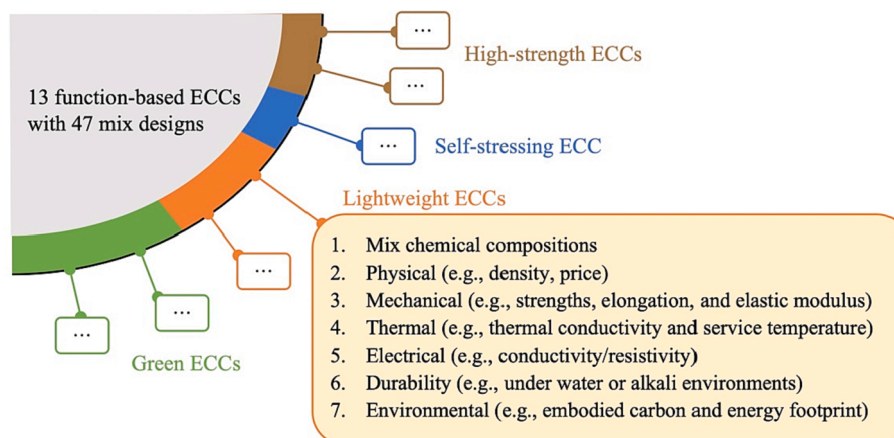 ...
High-strength ECCs
...
13 function-based ECCs
with 47 mix designs
...
Self-stressing ECC
Lightweight ECCs
...
...
...
Green ECCs
1. Mix chemical compositions
2. Physical (e.g., density, price)
3. Mechanical (e.g., strengths, elongation, and elastic modulus)
4. Thermal (e.g., thermal conductivity and service temperature)
5. Electrical (e.g., conductivity/resistivity)
6. Durability (e.g., under water or alkali environments)
7. Environmental (e.g., embodied carbon and energy footprint)